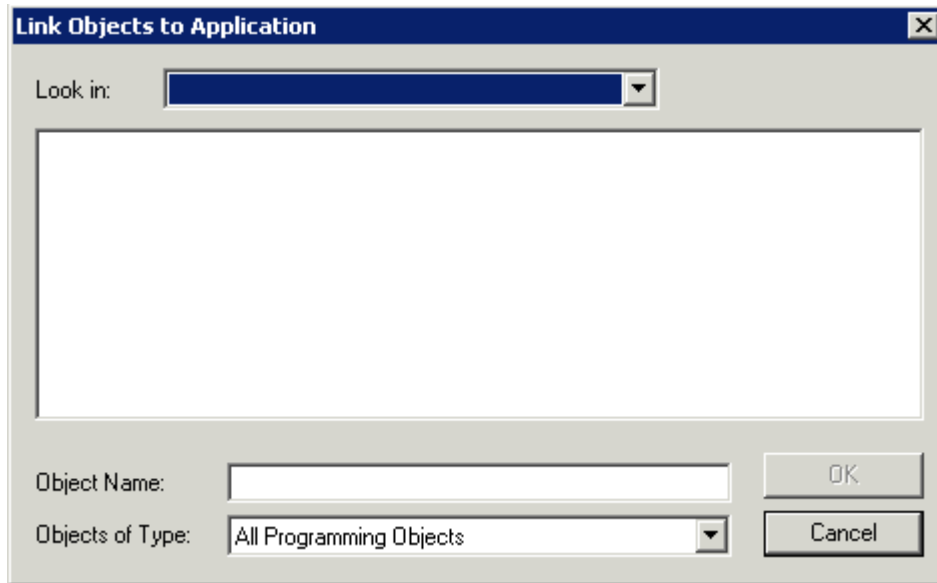 Link Objects to Application
Look in:
Object Name:
OK
Objects of Type: All Programming Objects
Cancel